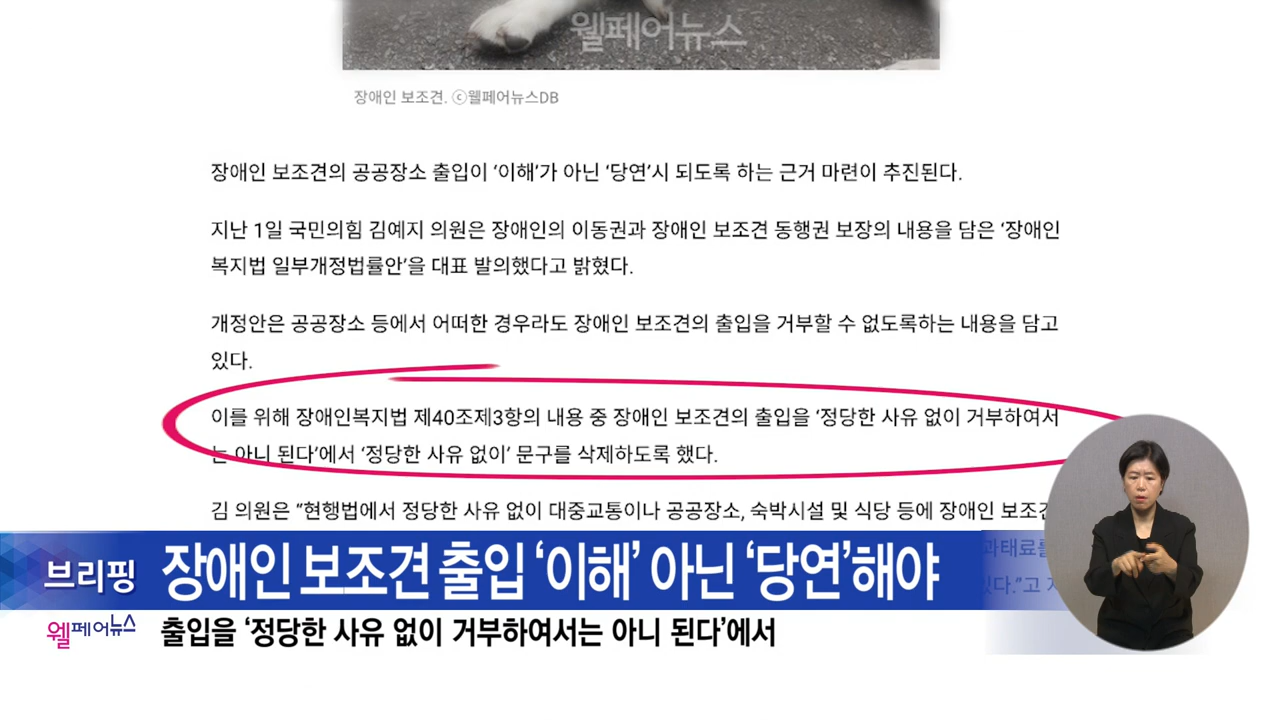 웰페어뉴스
장애인 보조견. ⓒ웰페어뉴스DB
장애인 보조견의 공공장소 출입이 ‘이해’가 아닌 ‘당연’시 되도록 하는 근거 마련이 추진된다.
지난 1일 국민의힘 김예지 의원은 장애인의 이동권과 장애인 보조견 동행권 보장의 내용을 담은 ‘장애인
복지법 일부개정법률안’을 대표 발의했다고 밝혔다.
개정안은 공공장소 등에서 어떠한 경우라도 장애인 보조견의 출입을 거부할 수 없도록하는 내용을 담고
있다.
이를 위해 장애인복지법 제40조제3항의 내용 중 장애인 보조견의 출입을 ‘정당한 사유 없이 거부하여서
는 아니 된다’에서 ‘정당한 사유 없이’ 문구를 삭제하도록 했다.
김 의원은 “현행법에서 정당한 사유 없이 대중교통이나 공공장소, 숙박시설 및 식당 등에 장애인 보조견
과태료를
있다.”고
브리핑 장애인 보조견 출입 ‘이해’ 아닌 ‘당연’해야
웰페어뉴스 출입을 ‘정당한 사유 없이 거부하여서는 아니 된다’에서